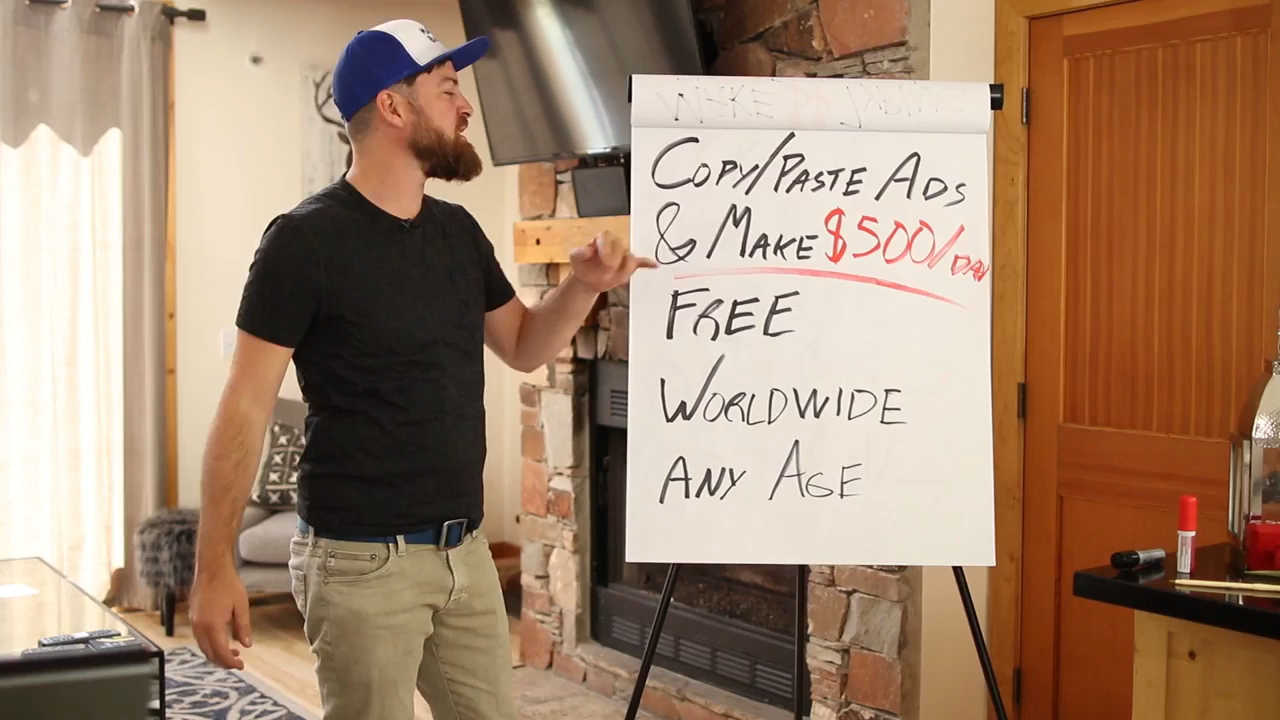 COPY/PASTE ADS
& MAKE $500/DAY
FREE
WORLDWIDE
ANY AGE